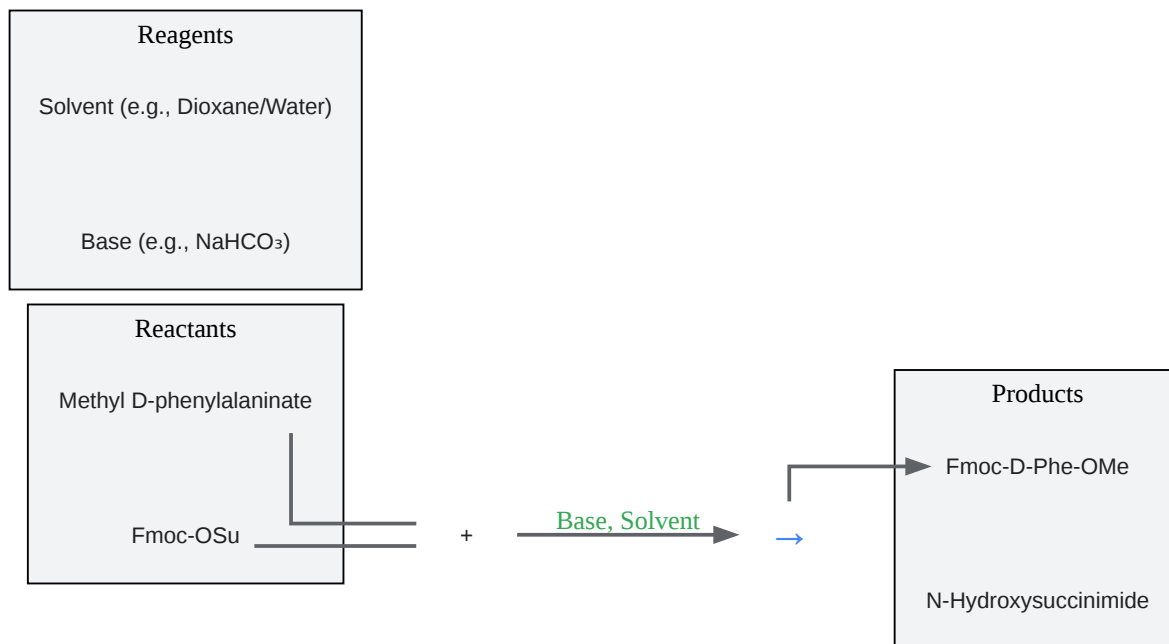 Reagents
Solvent (e.g., Dioxane/Water)
Base (e.g., NaHCO₃)
Reactants
Methyl D-phenylalaninate
Fmoc-OSu
+
Base, Solvent
→
Products
Fmoc-D-Phe-OMe
N-Hydroxysuccinimide